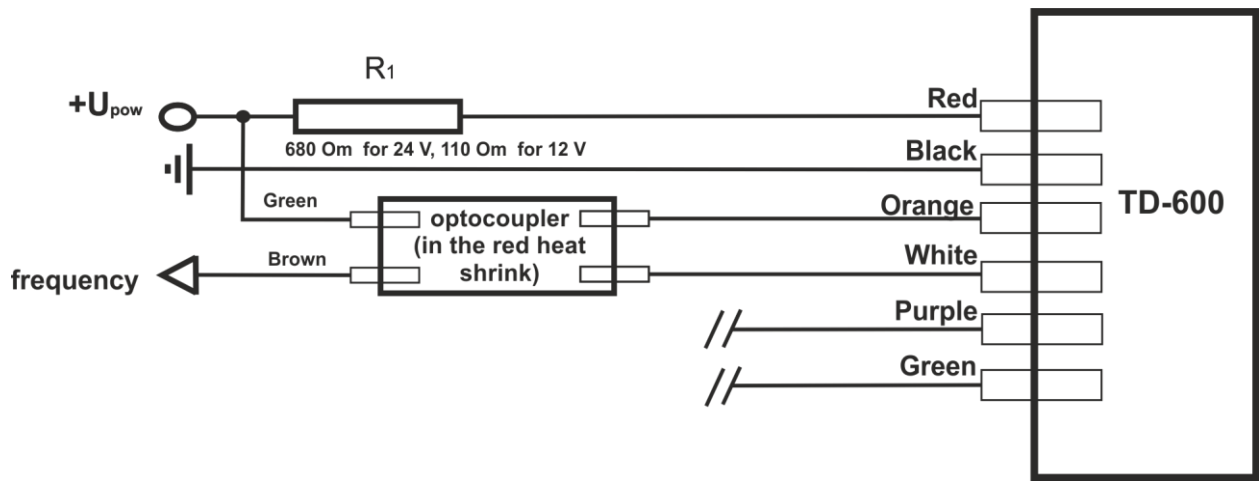 R1
+Upow
680 Om for 24 V, 110 Om for 12 V
Red
Black
Green
optocoupler
(in the red heat
shrink)
Orange
TD-600
Brown
White
frequency
Purple
Green